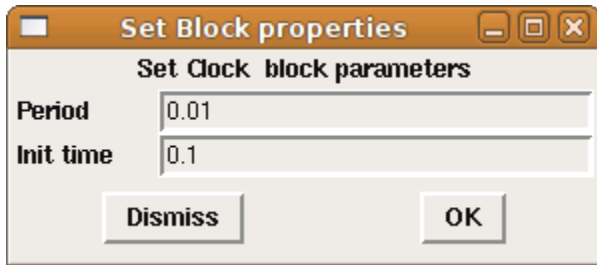 Set Block properties
Set Clock block parameters
Period 0.01
Init time 0.1
Dismiss OK